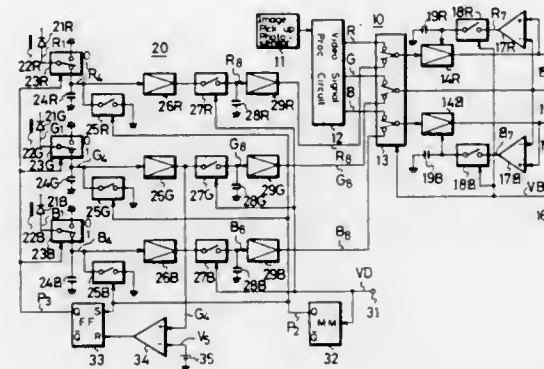 21R
R1
22R
23R
24R
R4
25R
20
26R
27R
R8
28R
29R
Image
Pick up
Photo-
11
Video Signal
Proc Circuit
12
R
G
B
10
13
19R
18R
R7
17R
14R
14B
19B
18B
B7
17B
VB
16
21G
G1
22G
23G
24G
G4
25G
26G
27G
G8
28G
29G
R8
G8
21B
B1
22B
23B
24B
B4
25B
26B
27B
B8
28B
29B
B8
P3
Q
S
FF
Q
R
33
34
G4
V5
35
P2
Q
MM
Q
32
VD
31